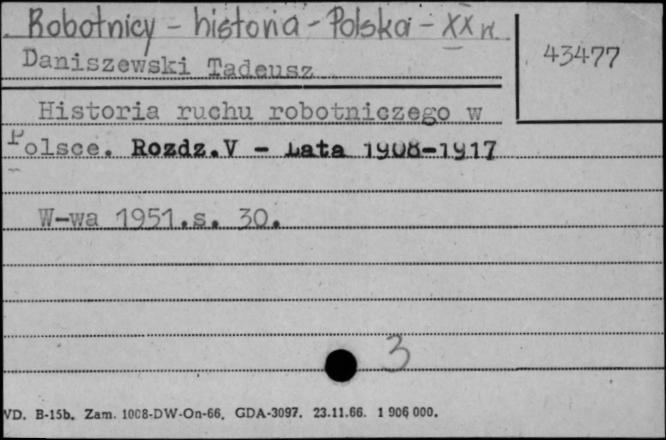 Robotnicy - historia - Polska - XX w.
43477
Daniszewski Tadeusz
Historia ruchu robotniczego w
Polsce. Rozdz.V - Lata 1908-1917
W-wa 1951.s. 30.
3
WD. B-15b. Zam. 1008-DW-On-66. GDA-3097. 23.11.66. 1 906 000.